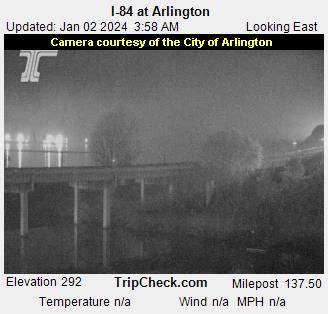 I-84 at Arlington
Updated: Jan 02 2024 3:58 AM Looking East
Camera courtesy of the City of Arlington
Elevation 292 TripCheck.com Milepost 137.50
Temperature n/a Wind n/a MPH n/a